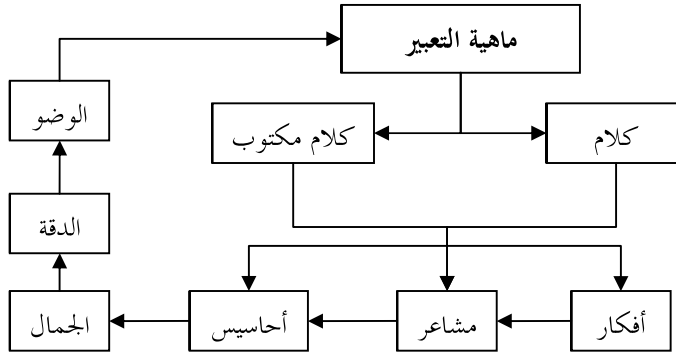 ماهية التعبير
كلام
كلام مكتوب
الوضو
الدقة
أفكار
مشاعر
أحاسيس
الجمال